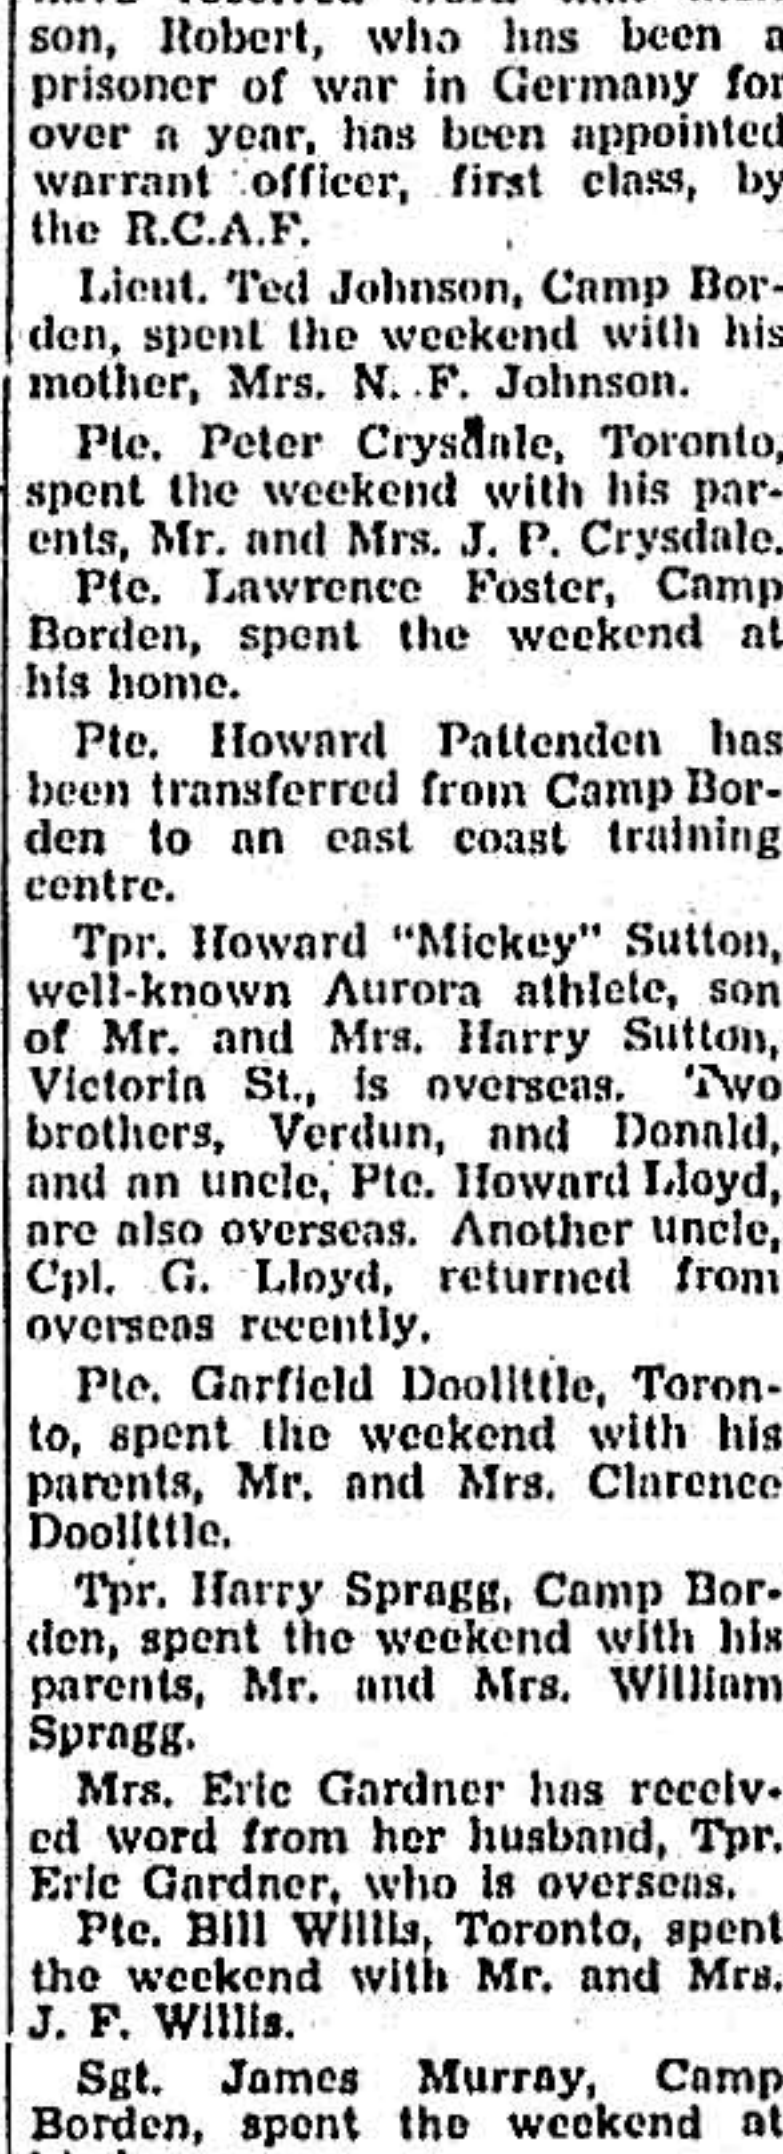 son, Robert, who has been a
prisoner of war in Germany for
over a year, has been appointed
warrant officer, first class, by
the R.C.A.F.
Lieut. Ted Johnson, Camp Bor-
den, spent the weekend with his
mother, Mrs. N. F. Johnson.
Pte. Peter Crysdale, Toronto,
spent the weekend with his par-
ents, Mr. and Mrs. J. P. Crysdale.
Pte. Lawrence Foster, Camp
Borden, spent the weekend at
his home.
Pte. Howard Pattenden has
been transferred from Camp Bor-
den to an east coast training
centre.
Tpr. Howard "Mickey" Sutton,
well-known Aurora athlete, son
of Mr. and Mrs. Harry Sutton,
Victoria St., is overseas. Two
brothers, Verdun, and Donald,
and an uncle, Pte. Howard Lloyd,
are also overseas. Another uncle,
Cpl. G. Lloyd, returned from
overseas recently.
Pte. Garfield Doolittle, Toron-
to, spent the weekend with his
parents, Mr. and Mrs. Clarence
Doolittle.
Tpr. Harry Spragg, Camp Bor-
den, spent the weekend with his
parents, Mr. and Mrs. William
Spragg.
Mrs. Eric Gardner has receiv-
ed word from her husband, Tpr.
Eric Gardner, who is overseas.
Pte. Bill Willis, Toronto, spent
the weekend with Mr. and Mrs.
J. F. Willis.
Sgt. James Murray, Camp
Borden, spent the weekend at